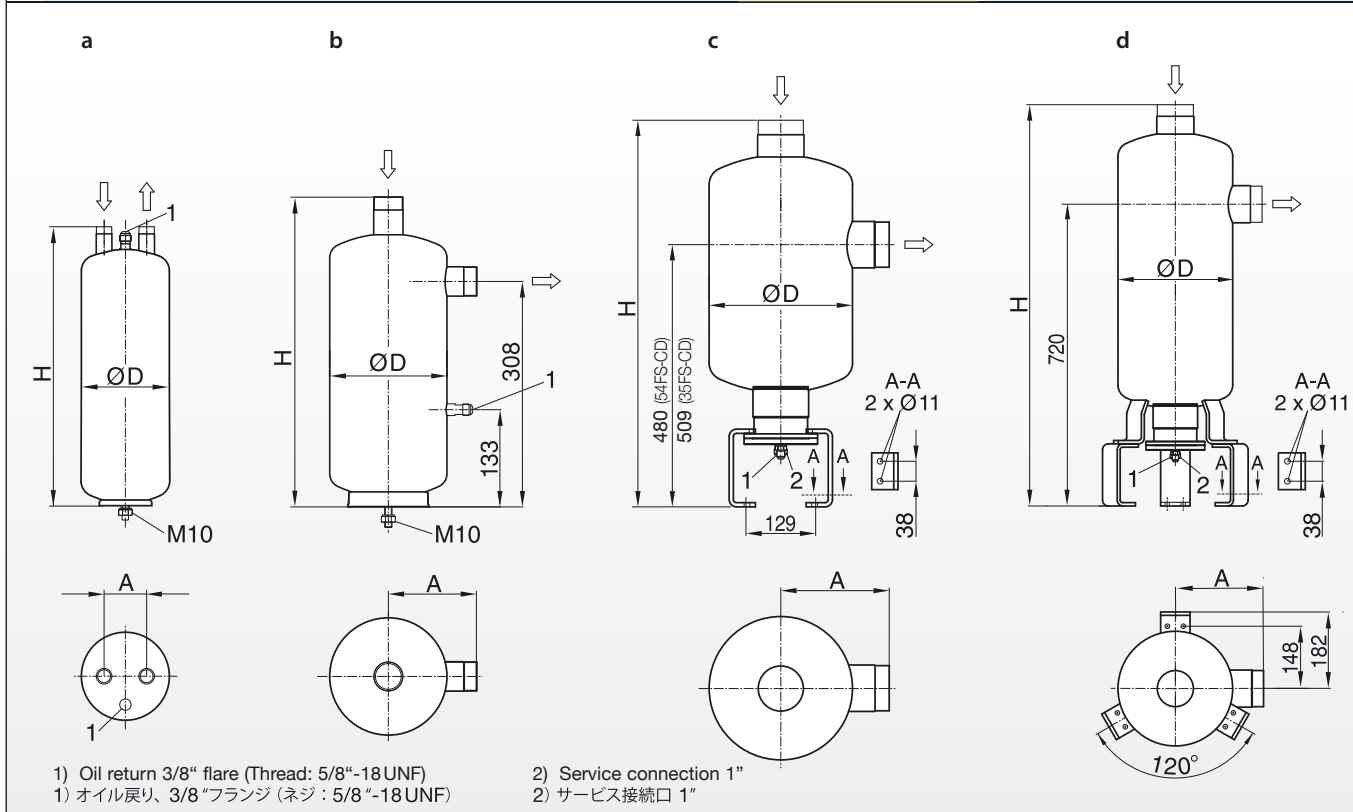 a
b
c
d
1
H
ØD
M10
A
1
H
ØD
308
1
133
M10
A
H
ØD
480 (54FS-CD)
509 (35FS-CD)
A-A
2 x Ø11
1
2
A
A
38
129
A
H
ØD
720
A-A
2 x Ø11
1
2
A
A
38
A
148
182
120°
1) Oil return 3/8“ flare (Thread: 5/8“-18 UNF)
1) オイル戻り、3/8 “フランジ (ネジ : 5/8 “-18 UNF)
2) Service connection 1”
2) サービス接続口 1”